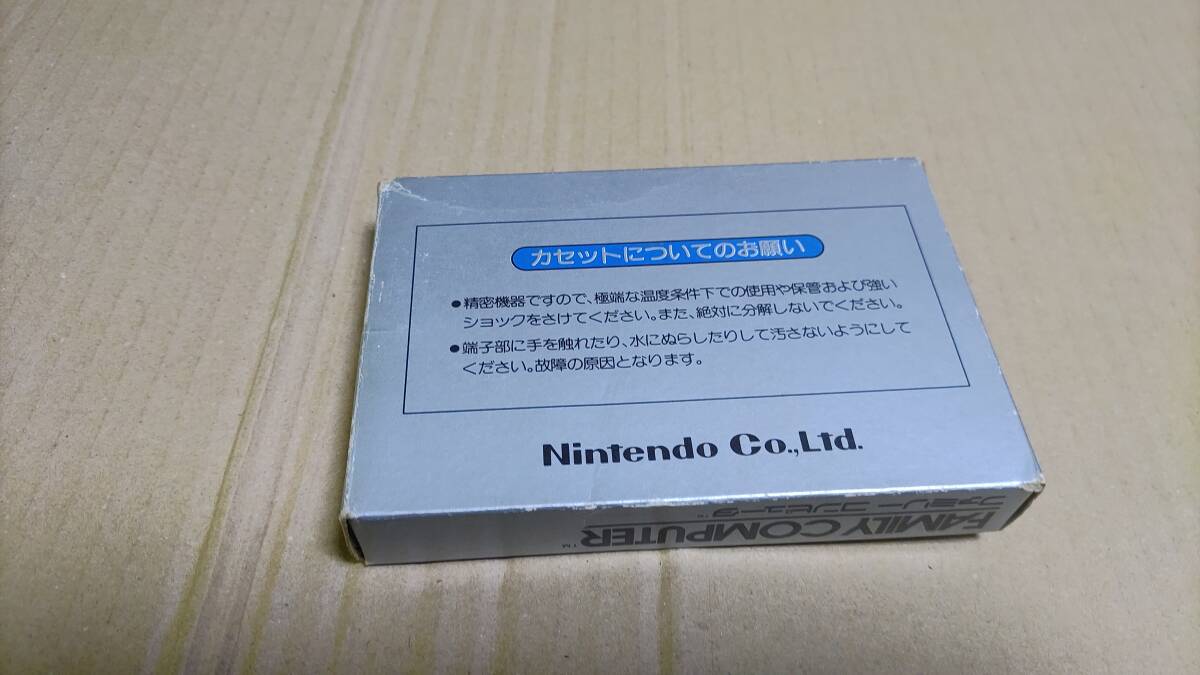 カセットについてのお願い
●精密機器ですので、極端な温度条件下での使用や保管および強い
ショックをさけてください。また、絶対に分解しないでください。
●端子部に手を触れたり、水にぬらしたりして汚さないようにして
ください。故障の原因となります。
Nintendo Co.,Ltd.
FAMILY COMPUTER™
ファミリー コンピュータ™